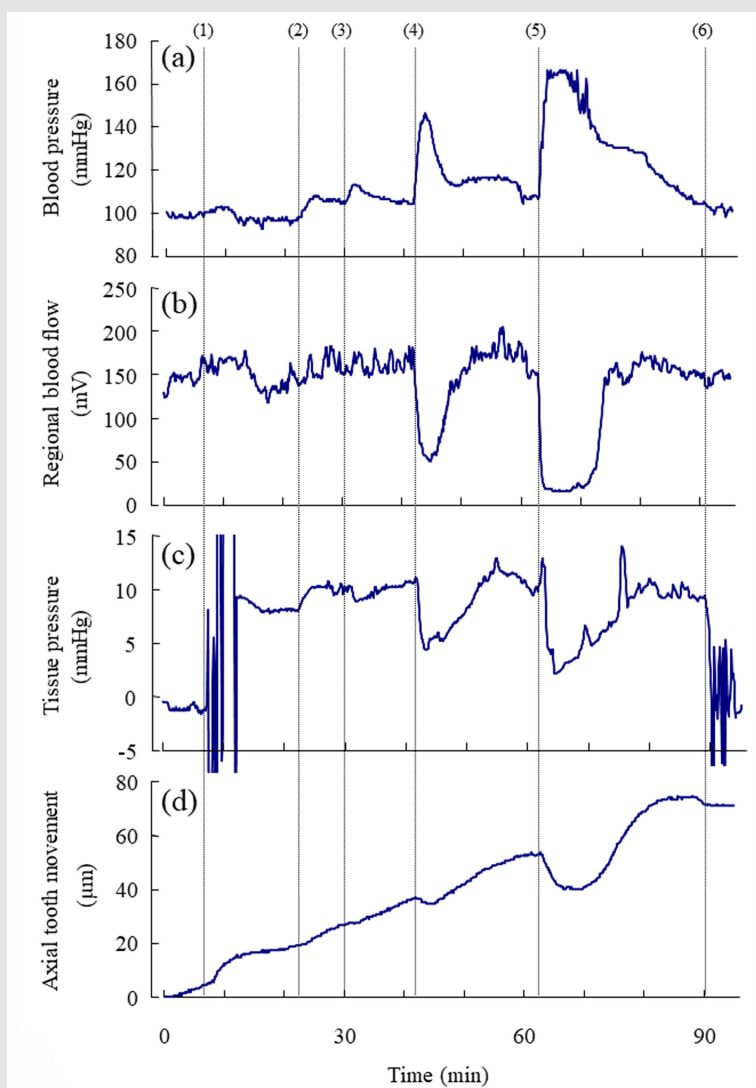 (1) (2) (3) (4) (5) (6)
180
(a)
160
140
120
100
80
Blood pressure
(mmHg)
250
(b)
200
150
100
50
0
Regional blood flow
(mV)
15
(c)
10
5
0
-5
Tissue pressure
(mmHg)
80
(d)
60
40
20
0
Axial tooth movement
(μm)
0 30 60 90
Time (min)